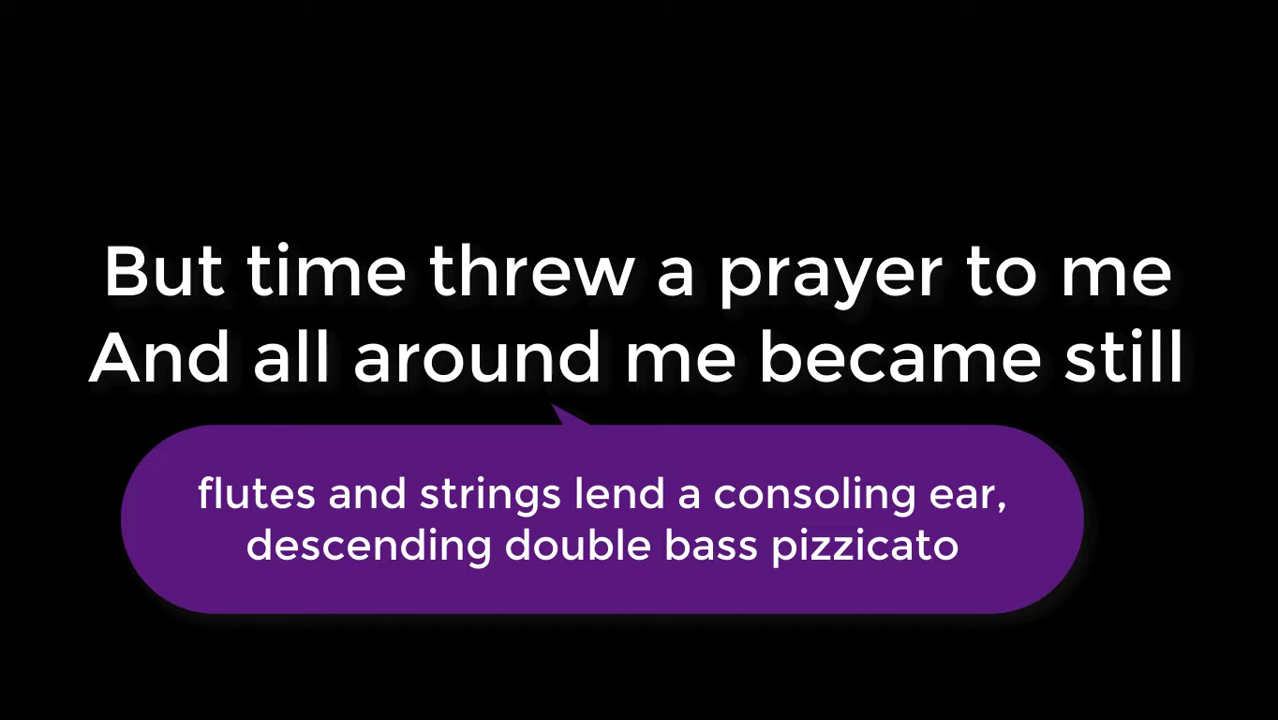 But time threw a prayer to me
And all around me became still
flutes and strings lend a consoling ear,
descending double bass pizzicato